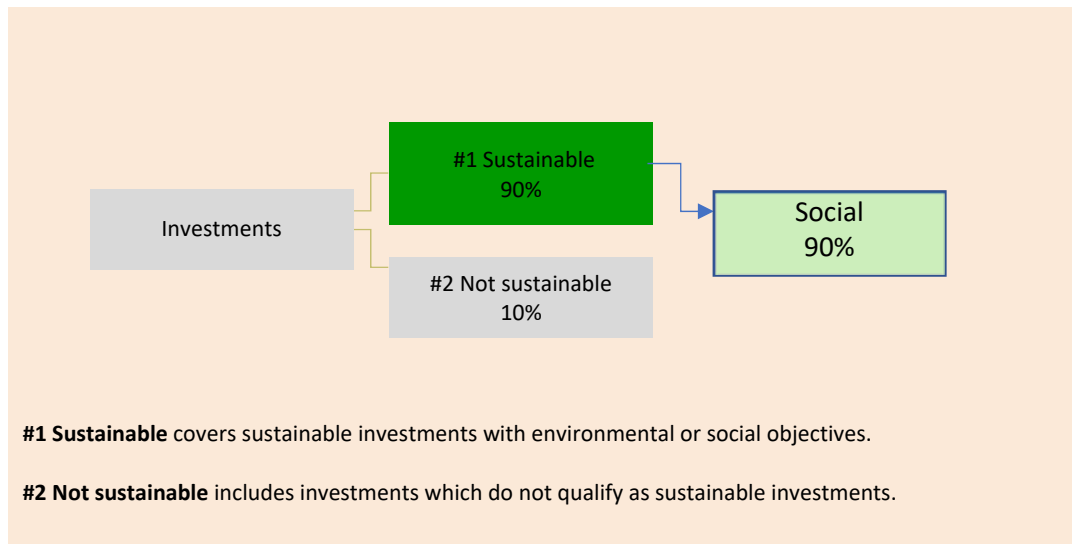 #1 Sustainable
90%
Investments
Social
90%
#2 Not sustainable
10%
#1 Sustainable covers sustainable investments with environmental or social objectives.
#2 Not sustainable includes investments which do not qualify as sustainable investments.